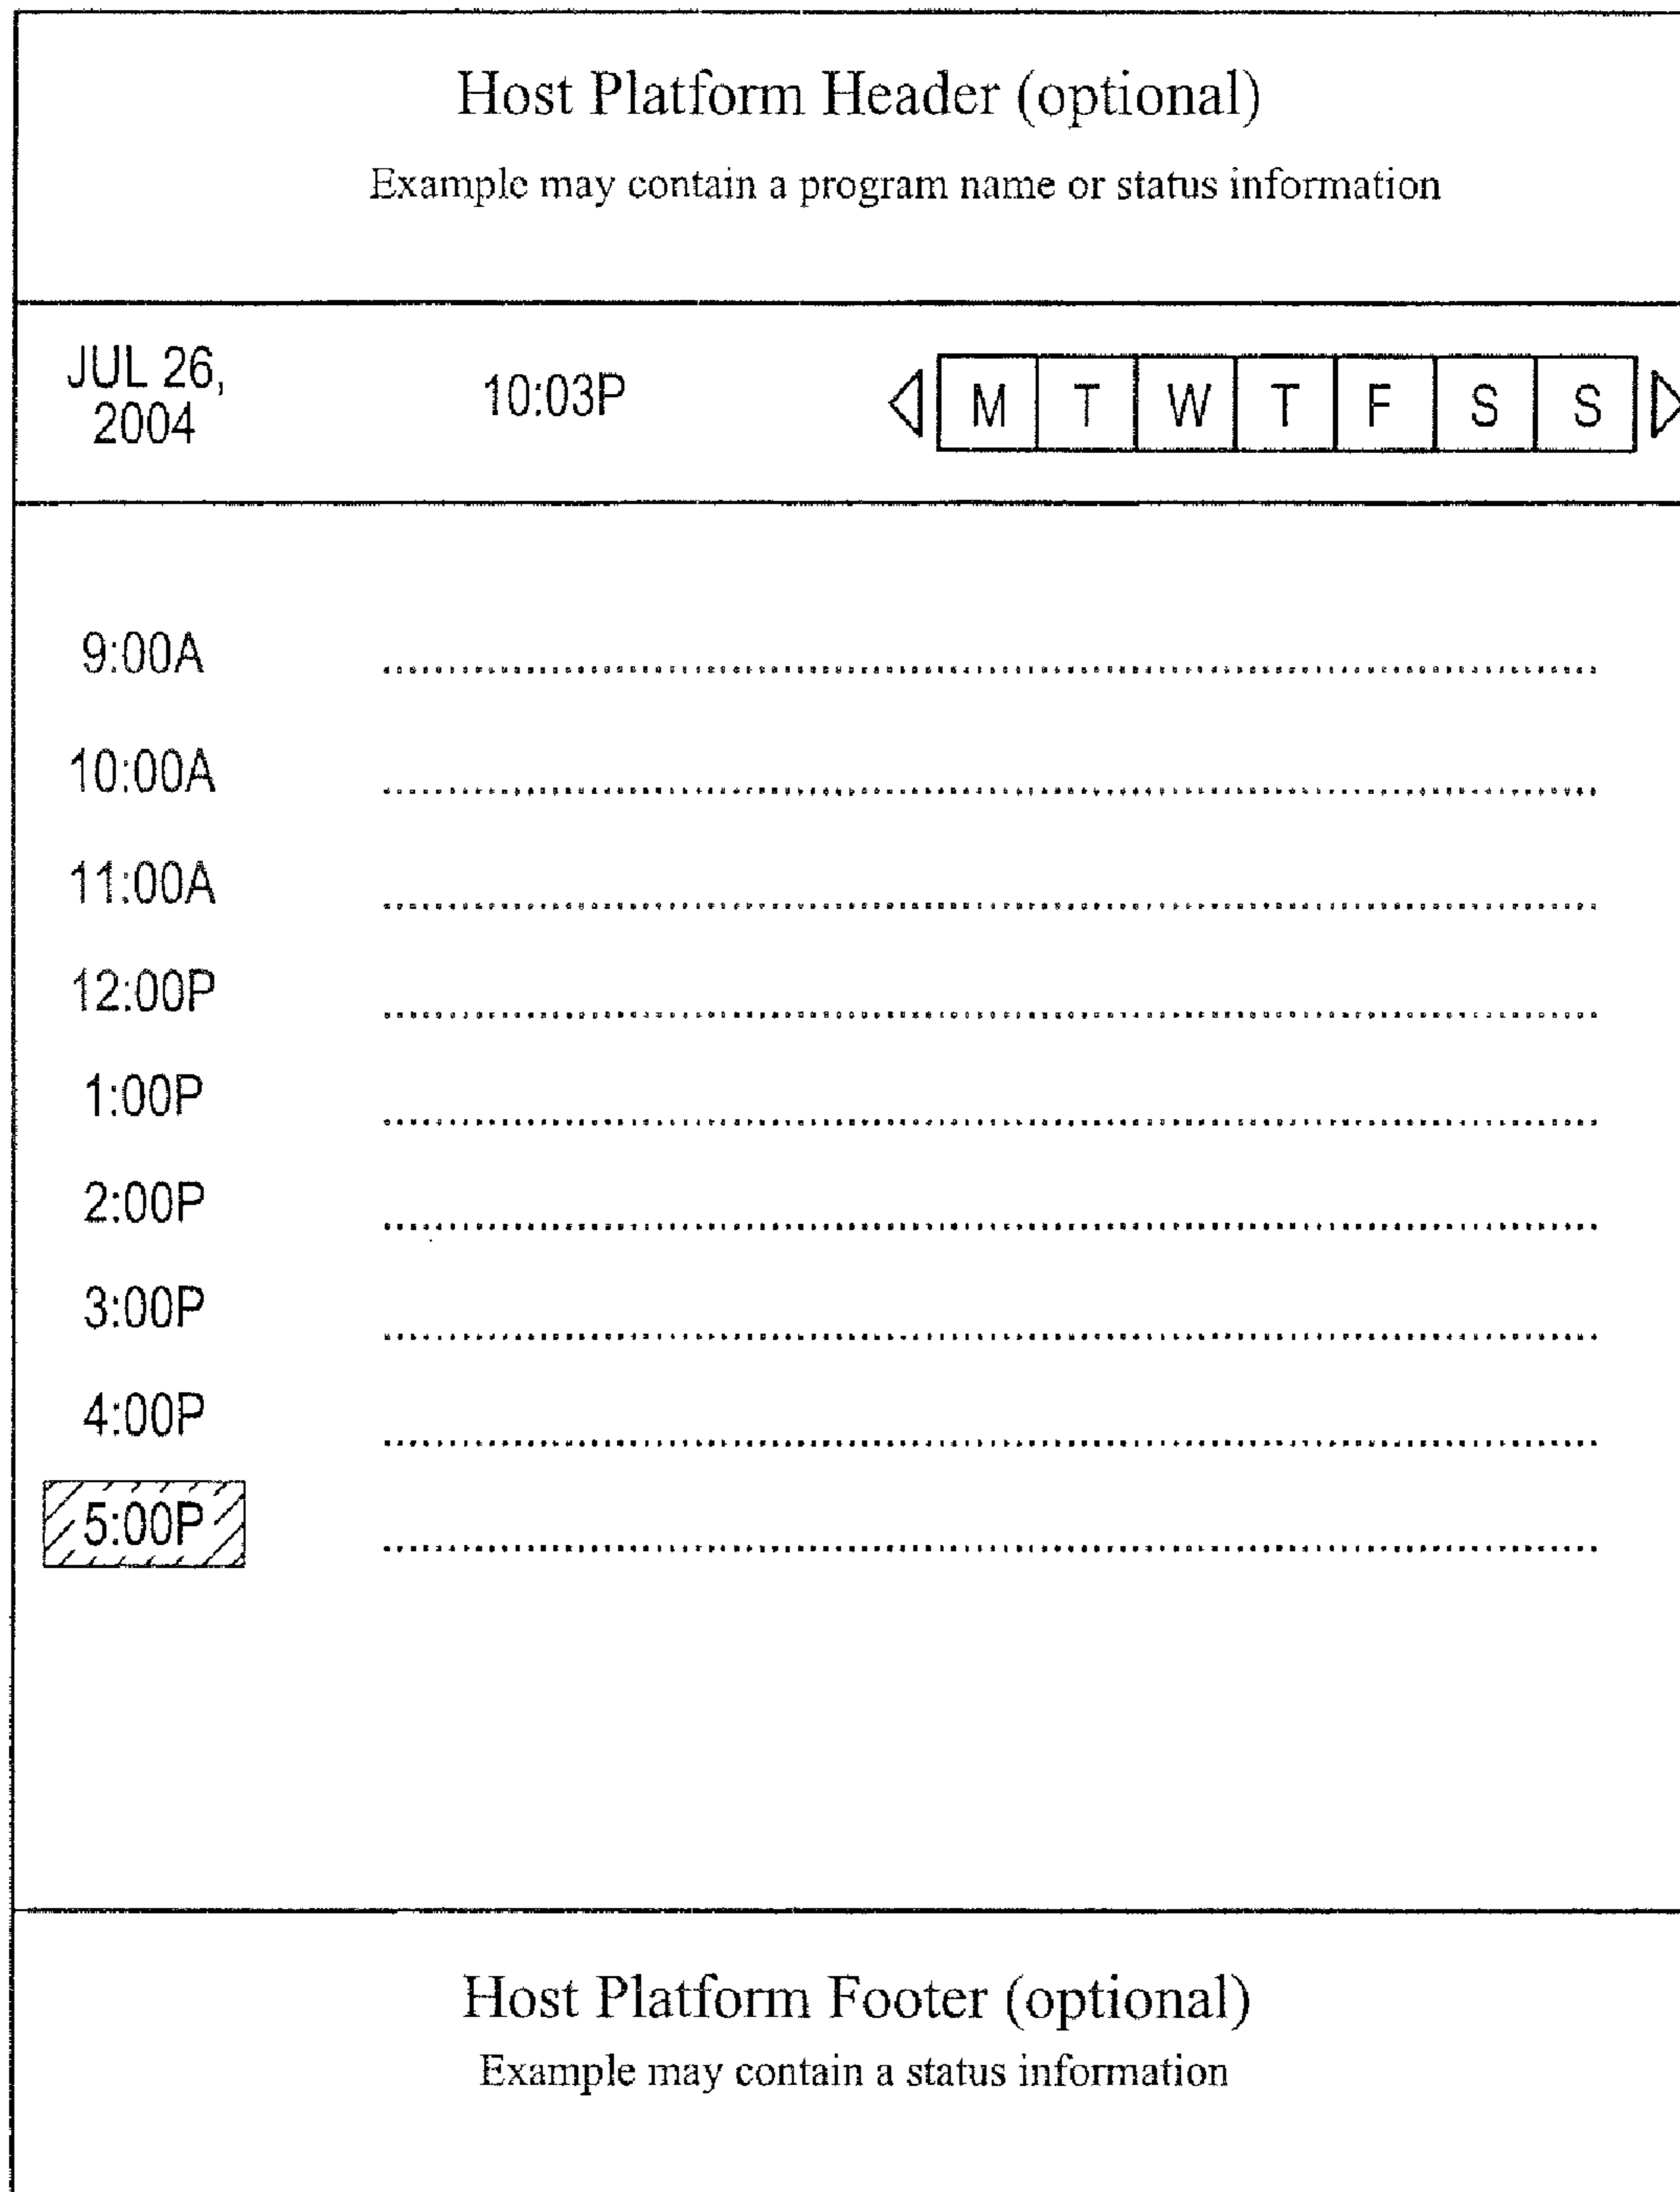 Host Platform Header (optional)
Example may contain a program name or status information
JUL 26,
2004
10:03P
M T W T F S S
9:00A
10:00A
11:00A
12:00P
1:00P
2:00P
3:00P
4:00P
5:00P
Host Platform Footer (optional)
Example may contain a status information